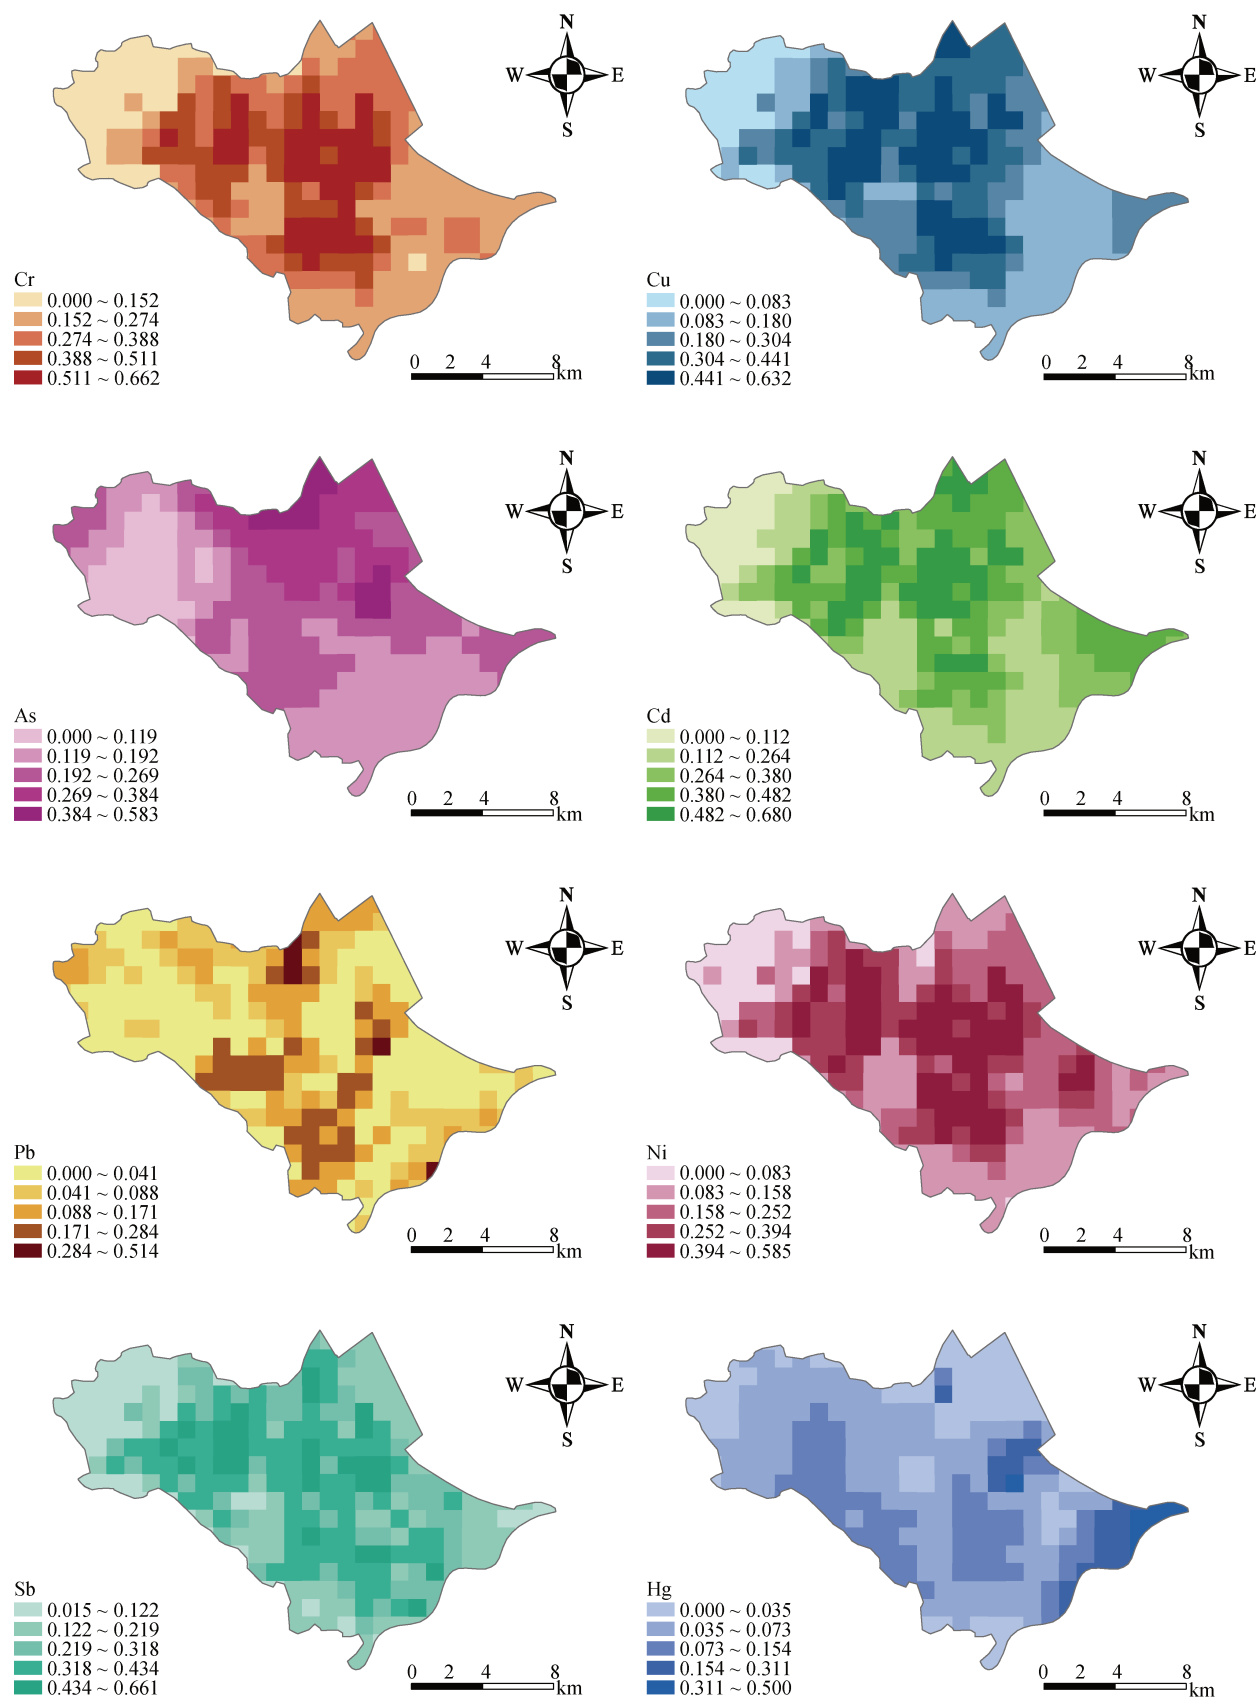 N
W E
S
Cr
0.000 ~ 0.152
0.152 ~ 0.274
0.274 ~ 0.388
0.388 ~ 0.511
0.511 ~ 0.662
0 2 4 8
km
N
W E
S
Cu
0.000 ~ 0.083
0.083 ~ 0.180
0.180 ~ 0.304
0.304 ~ 0.441
0.441 ~ 0.632
0 2 4 8
km
N
W E
S
As
0.000 ~ 0.119
0.119 ~ 0.192
0.192 ~ 0.269
0.269 ~ 0.384
0.384 ~ 0.583
0 2 4 8
km
N
W E
S
Cd
0.000 ~ 0.112
0.112 ~ 0.264
0.264 ~ 0.380
0.380 ~ 0.482
0.482 ~ 0.680
0 2 4 8
km
N
W E
S
Pb
0.000 ~ 0.041
0.041 ~ 0.088
0.088 ~ 0.171
0.171 ~ 0.284
0.284 ~ 0.514
0 2 4 8
km
N
W E
S
Ni
0.000 ~ 0.083
0.083 ~ 0.158
0.158 ~ 0.252
0.252 ~ 0.394
0.394 ~ 0.585
0 2 4 8
km
N
W E
S
Sb
0.015 ~ 0.122
0.122 ~ 0.219
0.219 ~ 0.318
0.318 ~ 0.434
0.434 ~ 0.661
0 2 4 8
km
N
W E
S
Hg
0.000 ~ 0.035
0.035 ~ 0.073
0.073 ~ 0.154
0.154 ~ 0.311
0.311 ~ 0.500
0 2 4 8
km